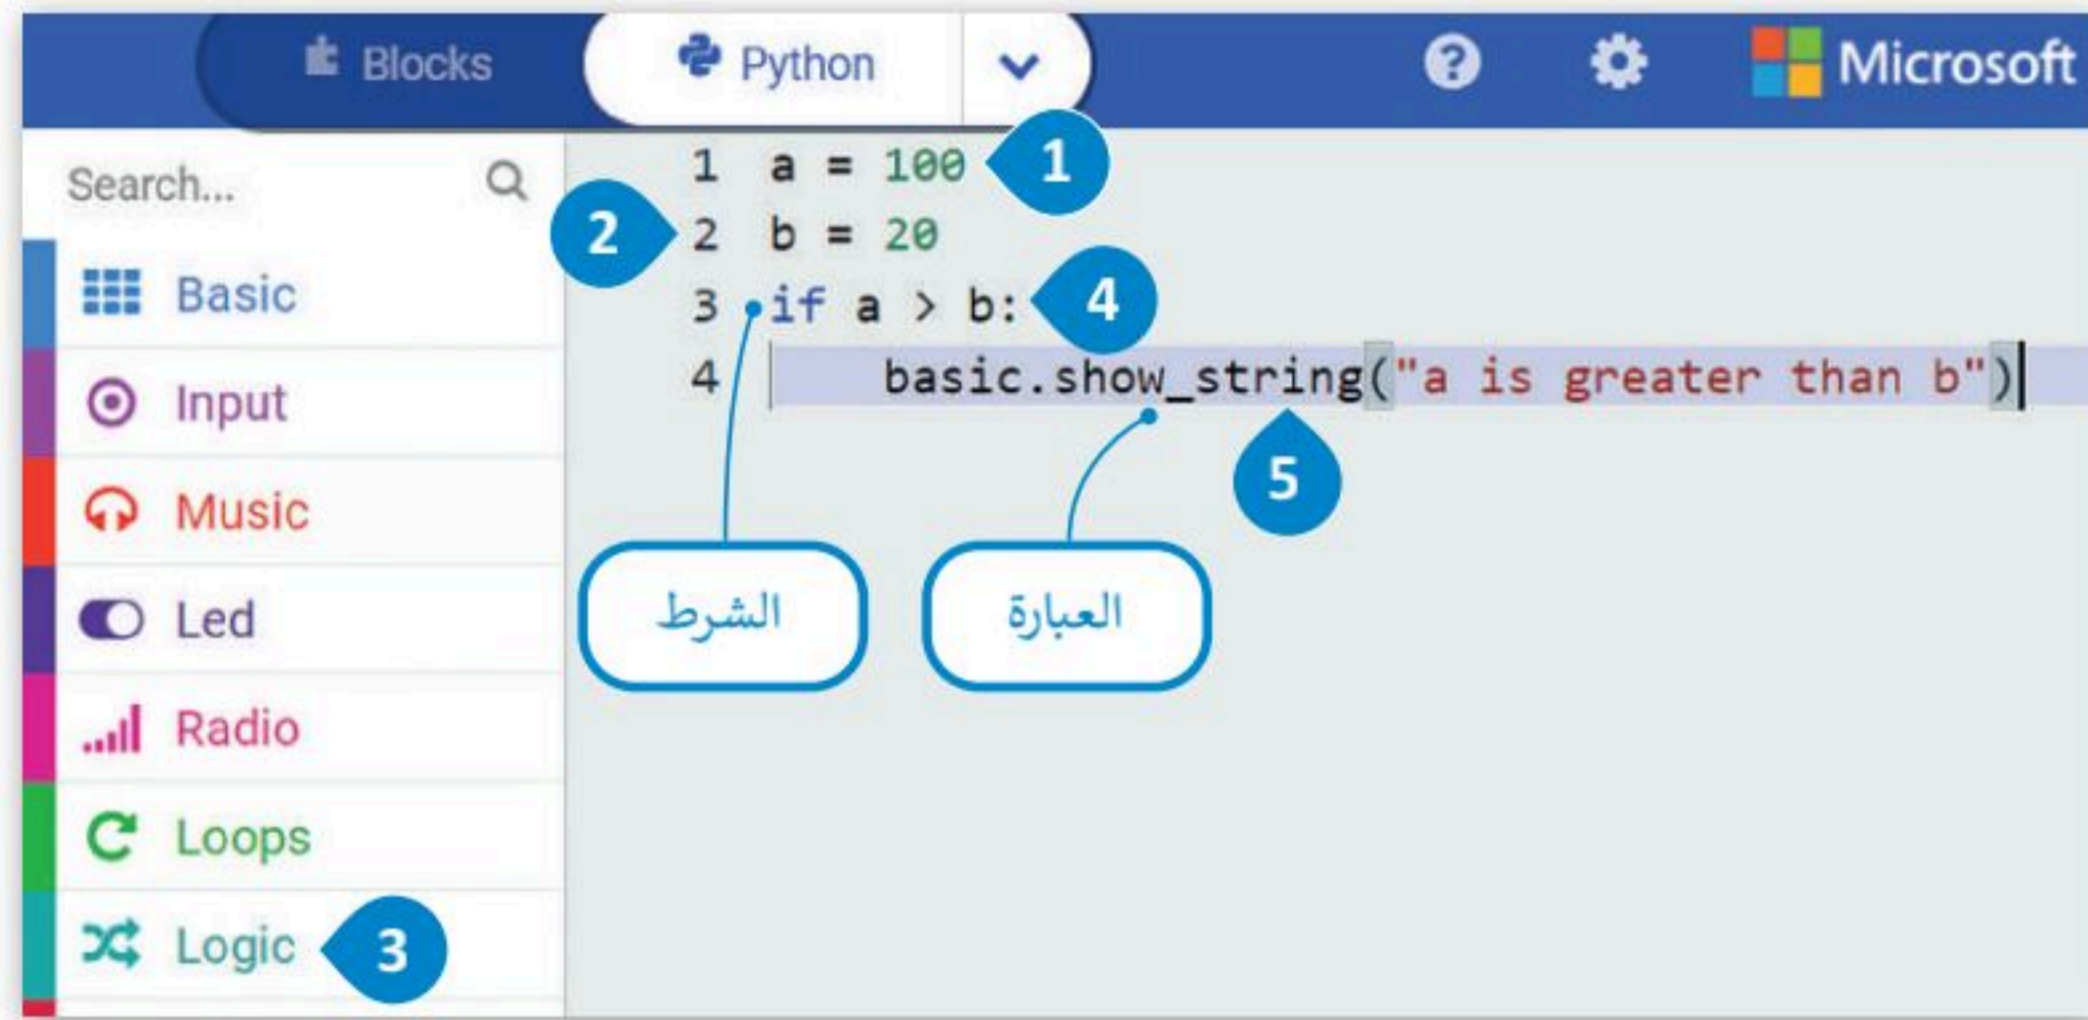 Blocks
Python
Microsoft
Search...
Basic
Input
Music
Led
Radio
Loops
Logic
3
1 a = 100
1
2
2 b = 20
3 if a > b:
4
4 basic.show_string("a is greater than b")
5
الشرط
العبارة